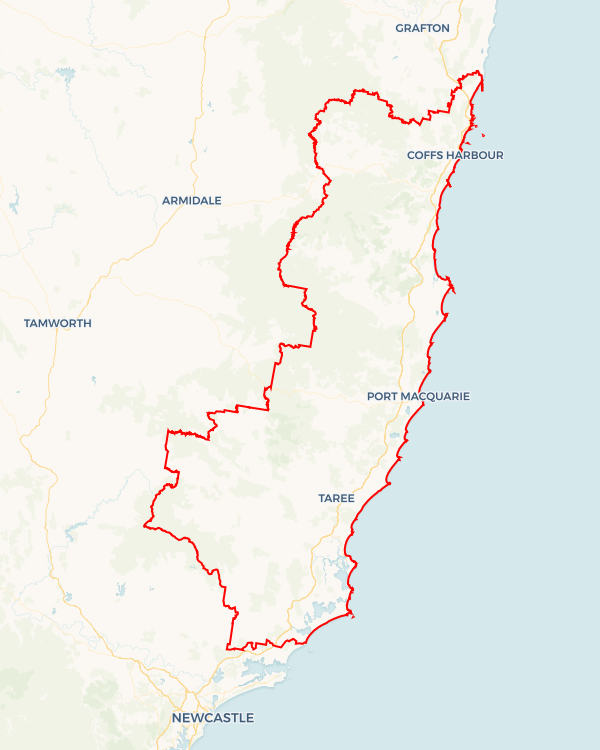 GRAFTON
COFFS HARBOUR
ARMIDALE
TAMWORTH
PORT MACQUARIE
TAREE
NEWCASTLE